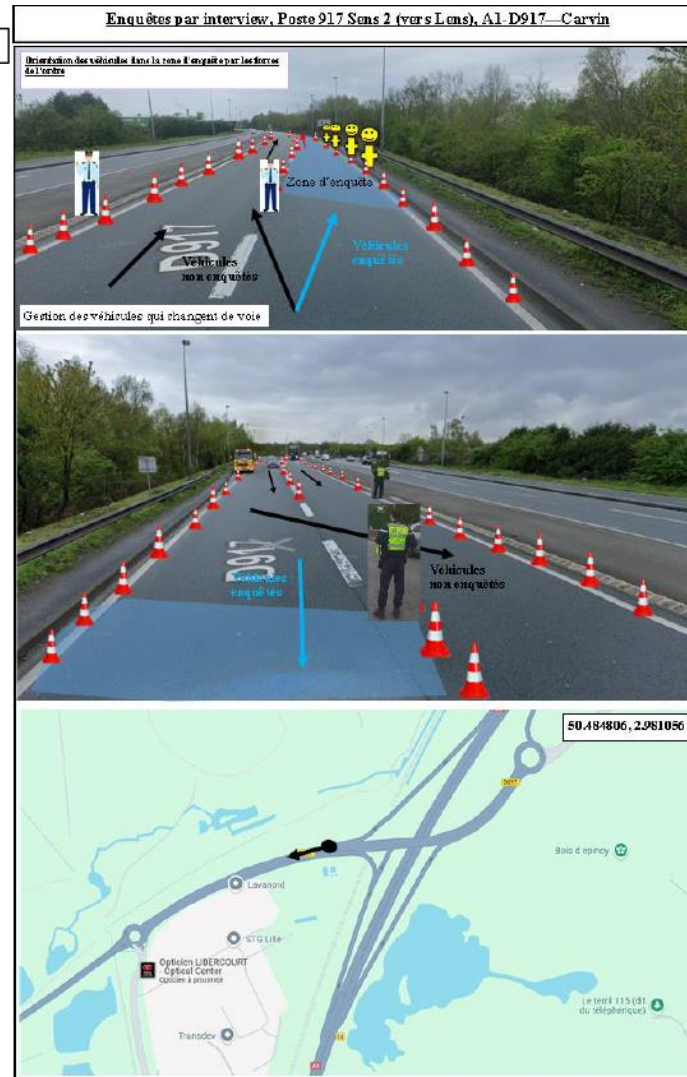 Enquêtes par interview, Poste 917 Sens 2 (vers Lens), A1-D917—Carvin
Orientation des véhicules dans la zone d'enquête par les forces
de l'ordre
Zone d'enquête
D917
Véhicules
non enquêtés
Véhicules
enquêtés
Gestion des véhicules qui changent de voie
D917
Véhicules
enquêtés
Véhicules
non enquêtés
50.484806, 2.981056
D917
Bois d'epinoy
Lavanord
STG Lille
Opticien LIBERCOURT
- Optical Center
Opticien à proximité
Le terril 115 (dit
du téléphérique)
Transdev
A1